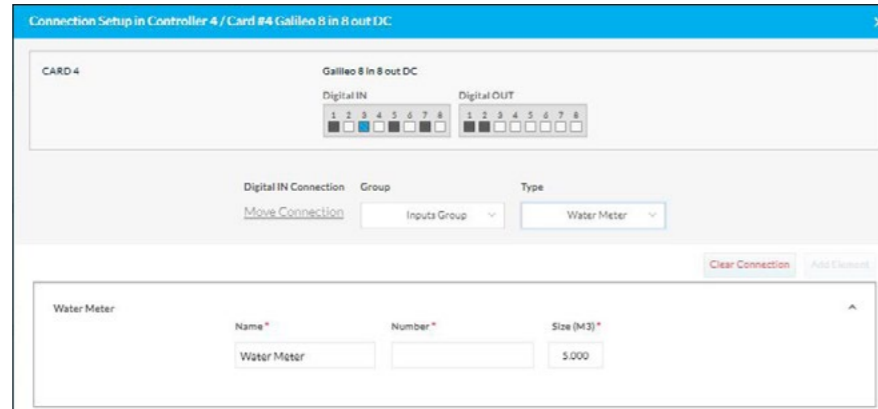 Connection Setup in Controller 4 / Card #4 Galileo 8 in 8 out DC
CARD 4
Galileo 8 in 8 out DC
Digital IN Digital OUT
1 2 3 4 5 6 7 8 1 2 3 4 5 6 7 8
Digital IN Connection Group Type
Move Connection Inputs Group Water Meter
Clear Connection Add Element
Water Meter
Name* Number* Size (M3)*
Water Meter 5.000